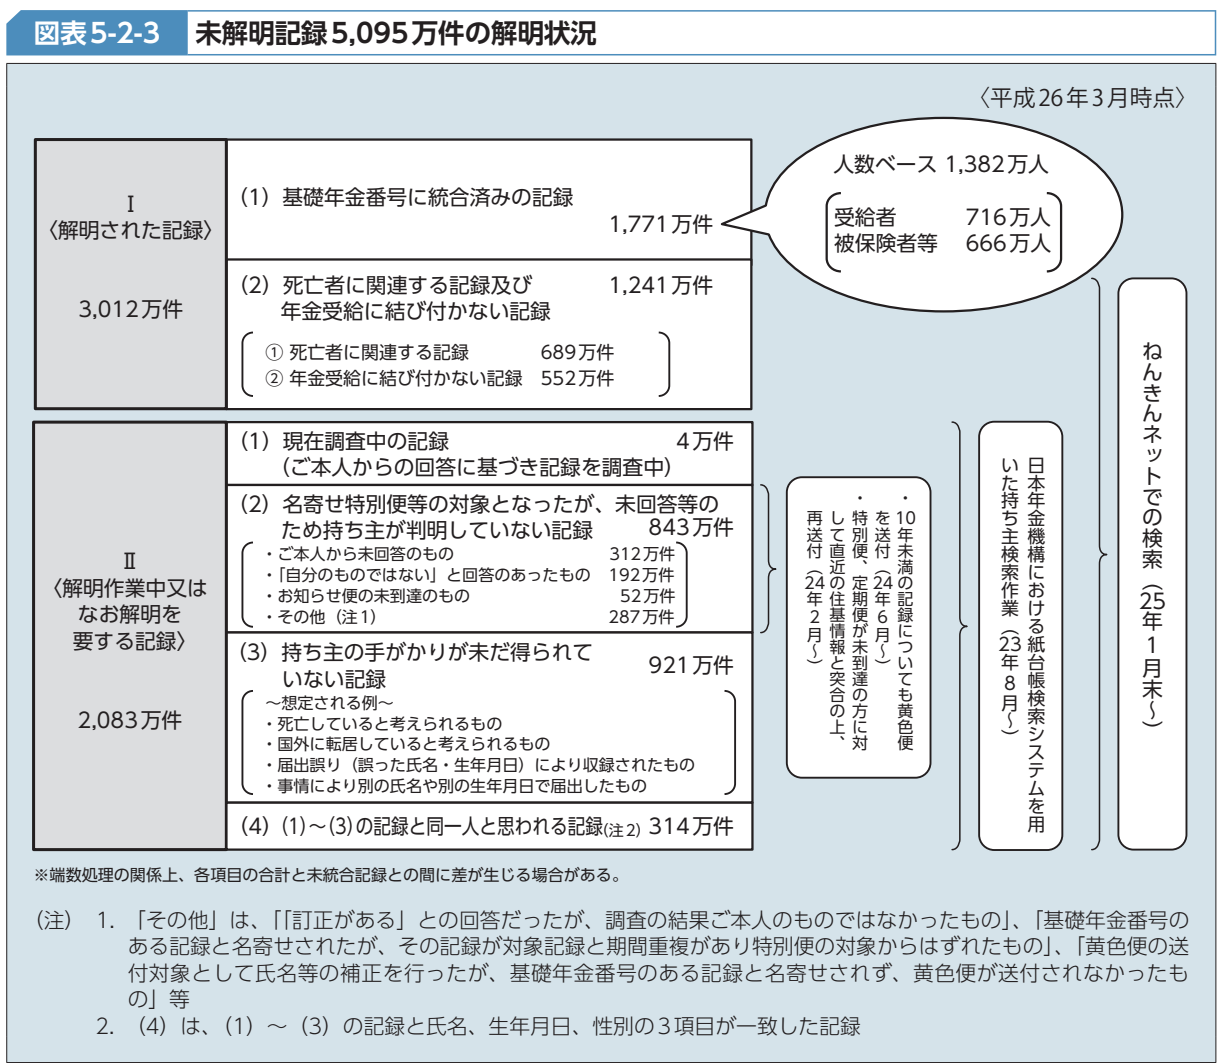 図表5-2-3 未解明記録5,095万件の解明状況
〈平成26年3月時点〉
Ⅰ
〈解明された記録〉
3,012万件
(1) 基礎年金番号に統合済みの記録
1,771万件
人数ベース 1,382万人
受給者 716万人
被保険者等 666万人
(2) 死亡者に関連する記録及び 1,241万件
年金受給に結び付かない記録
① 死亡者に関連する記録 689万件
② 年金受給に結び付かない記録 552万件
Ⅱ
〈解明作業中又は
なお解明を
要する記録〉
2,083万件
(1) 現在調査中の記録 4万件
(ご本人からの回答に基づき記録を調査中)
(2) 名寄せ特別便等の対象となったが、未回答等の
ため持ち主が判明していない記録 843万件
・ご本人から未回答のもの 312万件
・「自分のものではない」と回答のあったもの 192万件
・お知らせ便の未到達のもの 52万件
・その他（注1） 287万件
(3) 持ち主の手がかりが未だ得られて
いない記録 921万件
～想定される例～
・死亡していると考えられるもの
・国外に転居していると考えられるもの
・届出誤り（誤った氏名・生年月日）により収録されたもの
・事情により別の氏名や別の生年月日で届出したもの
(4) (1)～(3)の記録と同一人と思われる記録(注2) 314万件
・10年未満の記録についても黄色便
を送付（24年6月～）
・特別便、定期便が未到達の方に対
して直近の住基情報と突合の上、
再送付（24年2月～）
日本年金機構における紙台帳検索システムを用
いた持ち主検索作業（23年8月～）
ねんきんネットでの検索（25年1月末～）
※端数処理の関係上、各項目の合計と未統合記録との間に差が生じる場合がある。
（注） 1. 「その他」は、「「訂正がある」との回答だったが、調査の結果ご本人のものではなかったもの」、「基礎年金番号の
ある記録と名寄せされたが、その記録が対象記録と期間重複があり特別便の対象からはずれたもの」、「黄色便の送
付対象として氏名等の補正を行ったが、基礎年金番号のある記録と名寄せされず、黄色便が送付されなかったも
の」等
2. （4）は、（1）～（3）の記録と氏名、生年月日、性別の3項目が一致した記録